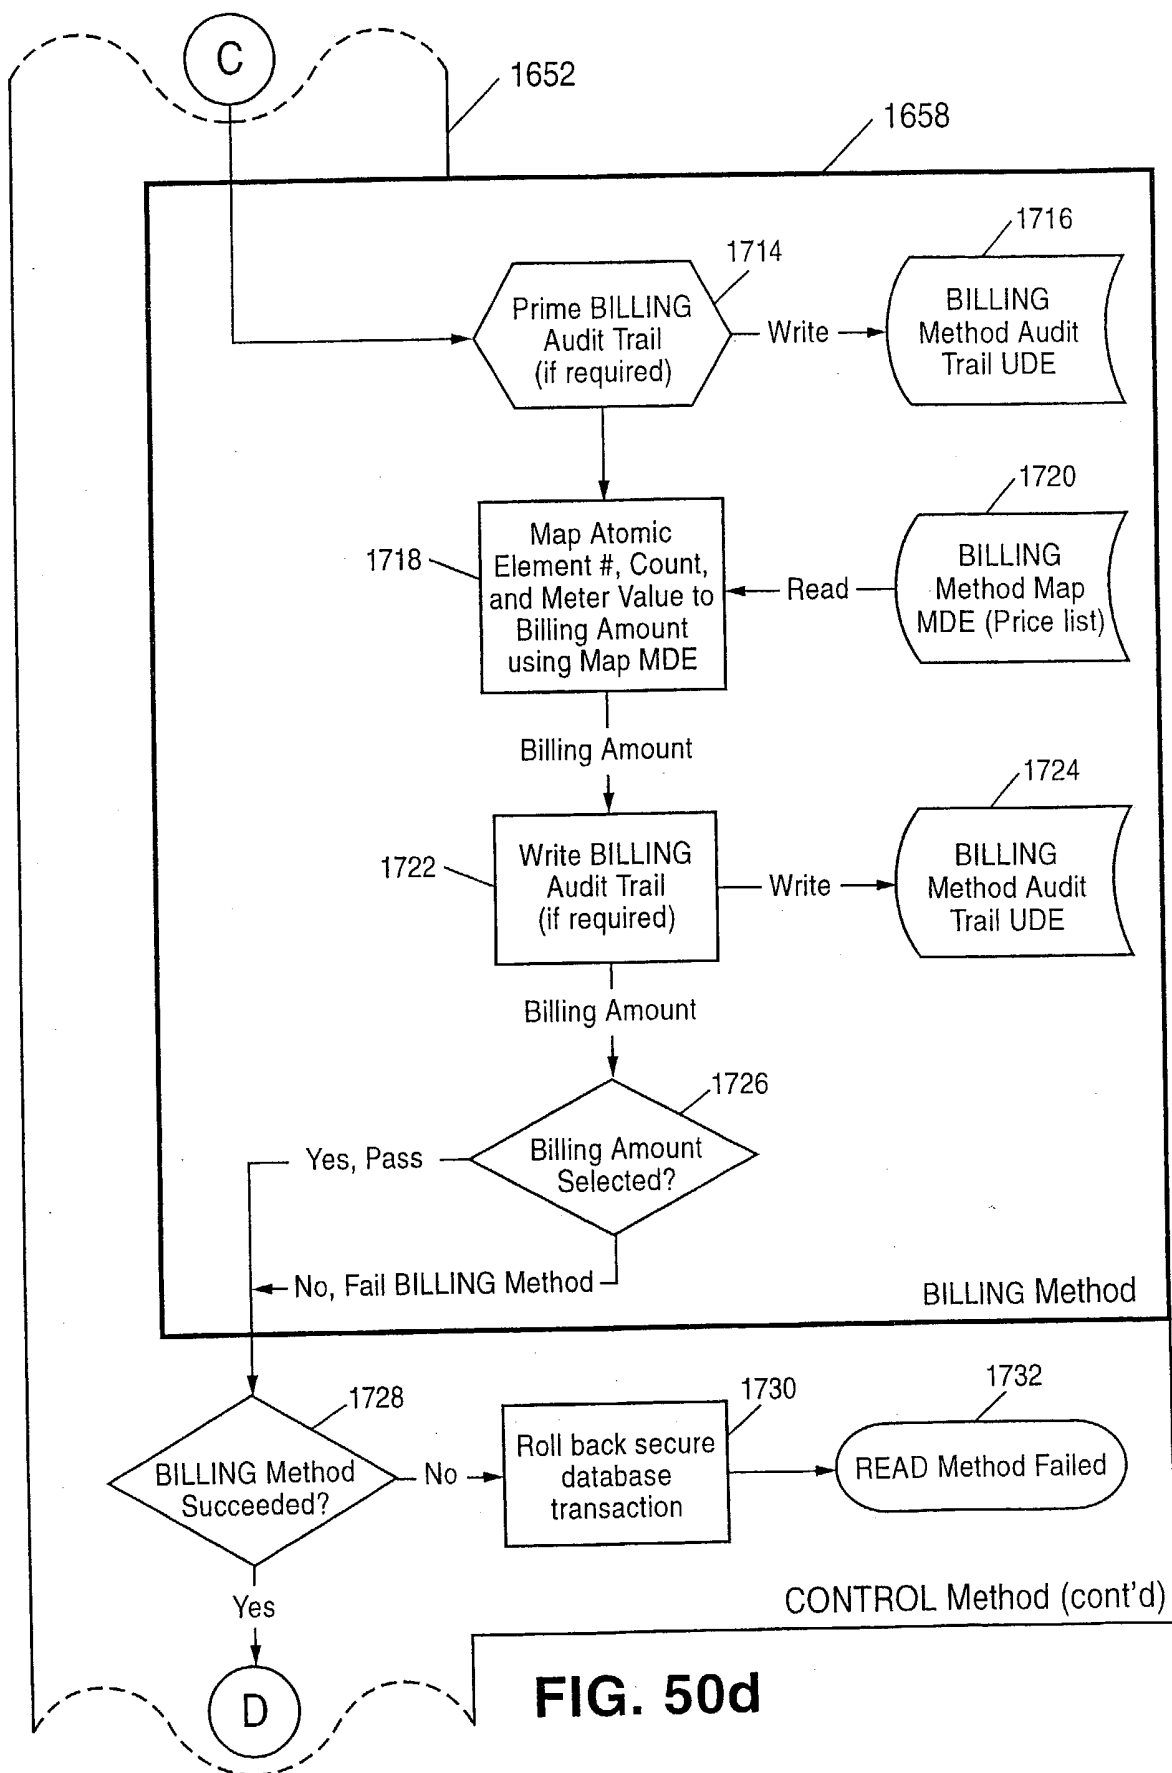 C
1652
1658
1716
1714
Prime BILLING
Audit Trail
(if required)
Write
BILLING
Method Audit
Trail UDE
1720
1718
Map Atomic
Element #, Count,
and Meter Value to
Billing Amount
using Map MDE
Read
BILLING
Method Map
MDE (Price list)
Billing Amount
1724
1722
Write BILLING
Audit Trail
(if required)
Write
BILLING
Method Audit
Trail UDE
Billing Amount
1726
Yes, Pass
Billing Amount
Selected?
No, Fail BILLING Method
BILLING Method
1728
1730
1732
BILLING Method
Succeeded?
No
Roll back secure
database
transaction
READ Method Failed
Yes
CONTROL Method (cont'd)
D
FIG. 50d